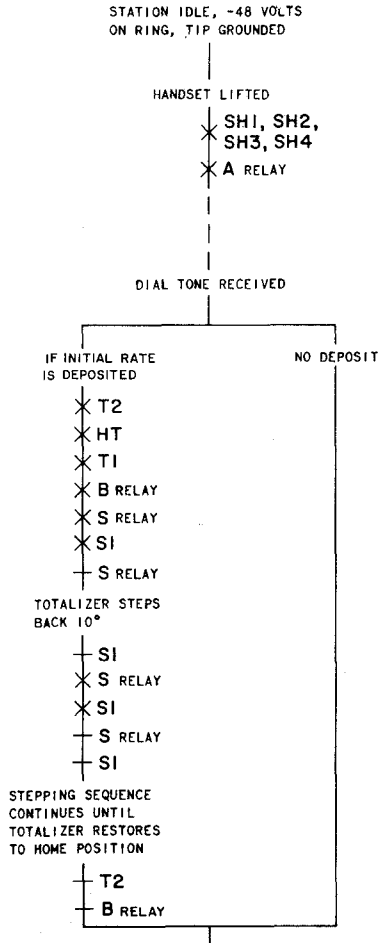 STATION IDLE, -48 VOLTS
ON RING, TIP GROUNDED
HANDSET LIFTED
SH1, SH2,
SH3, SH4
A RELAY
DIAL TONE RECEIVED
IF INITIAL RATE
IS DEPOSITED
NO DEPOSIT
T2
HT
T1
B RELAY
S RELAY
S1
S RELAY
TOTALIZER STEPS
BACK 10°
S1
S RELAY
S1
S RELAY
S1
STEPPING SEQUENCE
CONTINUES UNTIL
TOTALIZER RESTORES
TO HOME POSITION
T2
B RELAY